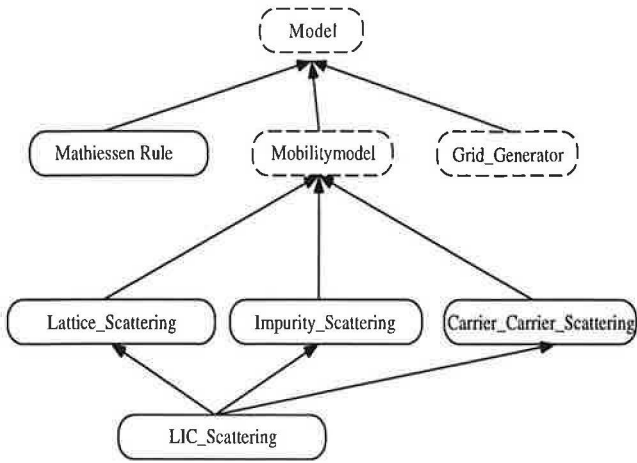 Model
Mathiessen Rule
Mobilitymodel
Grid_Generator
Lattice_Scattering
Impurity_Scattering
Carrier_Carrier_Scattering
LIC_Scattering